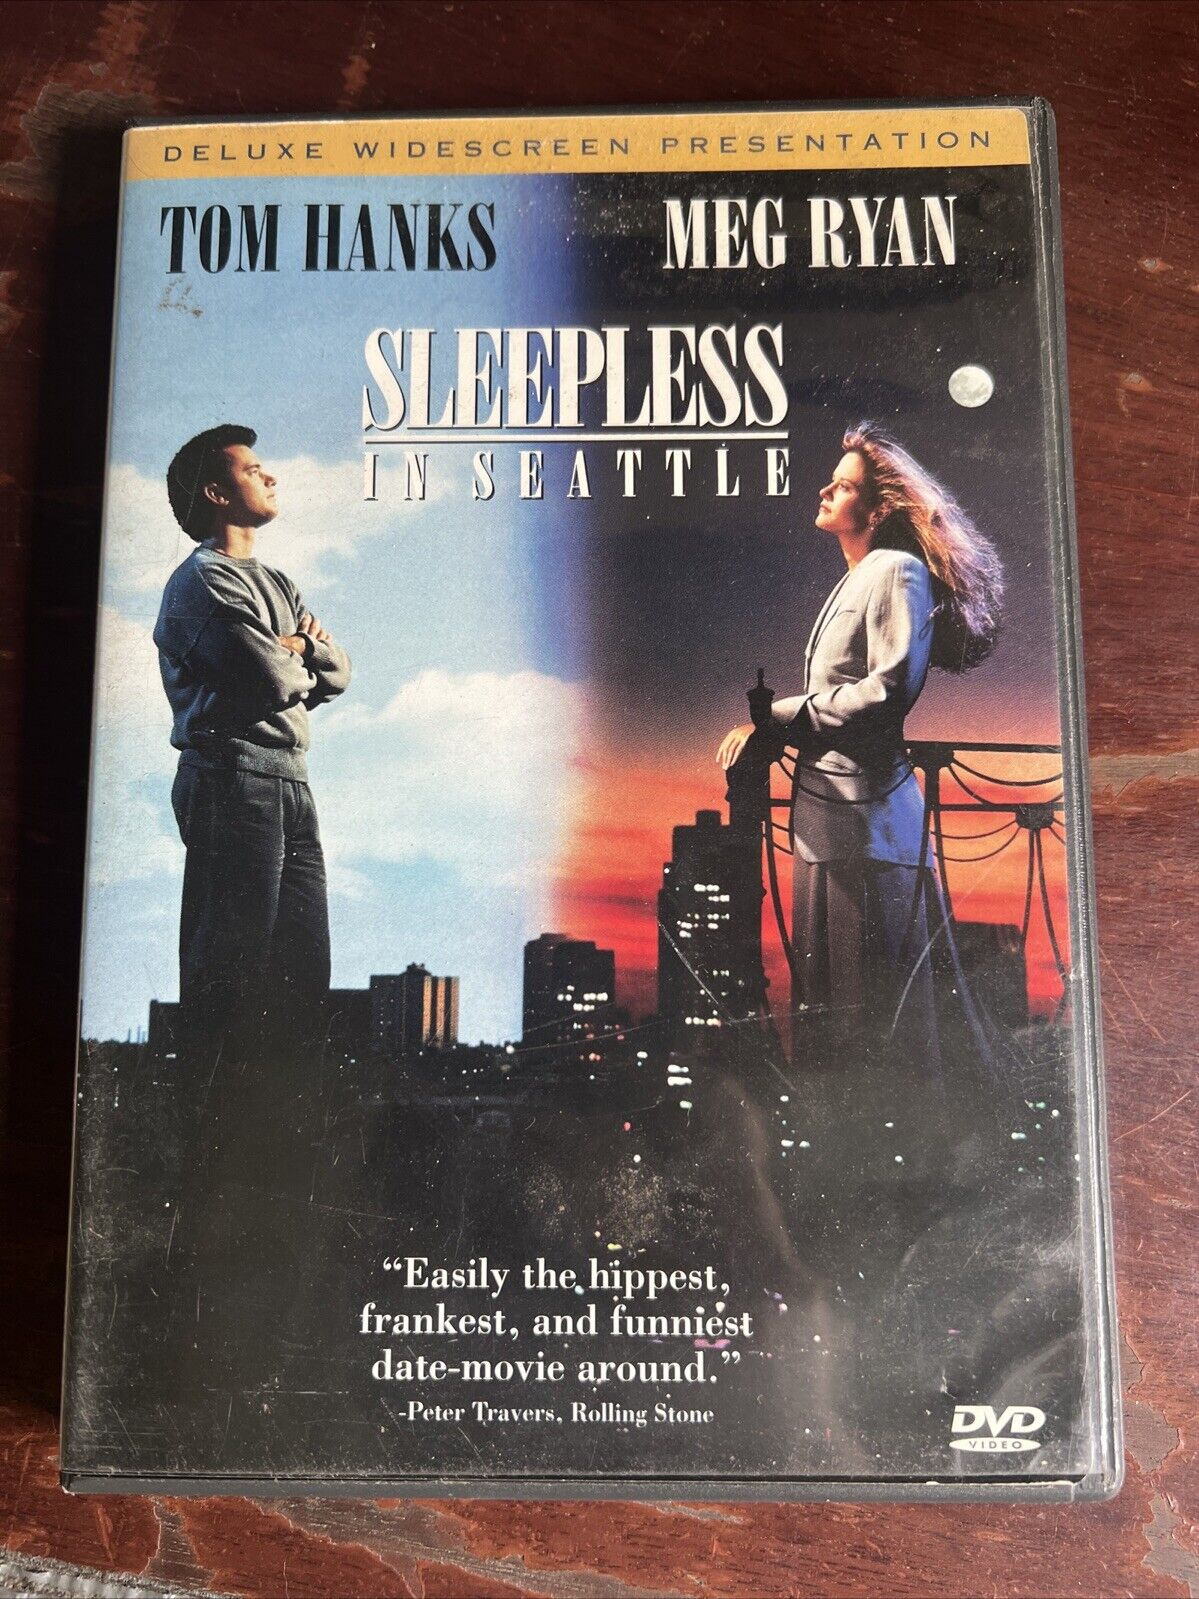 DELUXE WIDESCREEN PRESENTATION
TOM HANKS MEG RYAN
SLEEPLESS
IN SEATTLE
“Easily the hippest,
frankest, and funniest
date-movie around.”
-Peter Travers, Rolling Stone
DVD
VIDEO